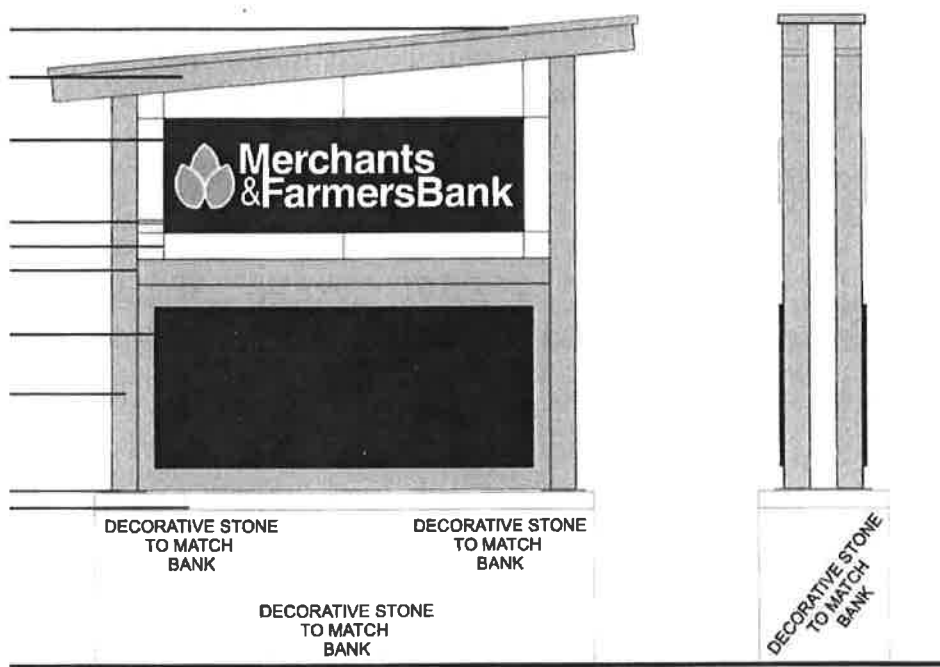 Merchants
&FarmersBank
DECORATIVE STONE
TO MATCH
BANK
DECORATIVE STONE
TO MATCH
BANK
DECORATIVE STONE
TO MATCH
BANK
DECORATIVE STONE
TO MATCH
BANK